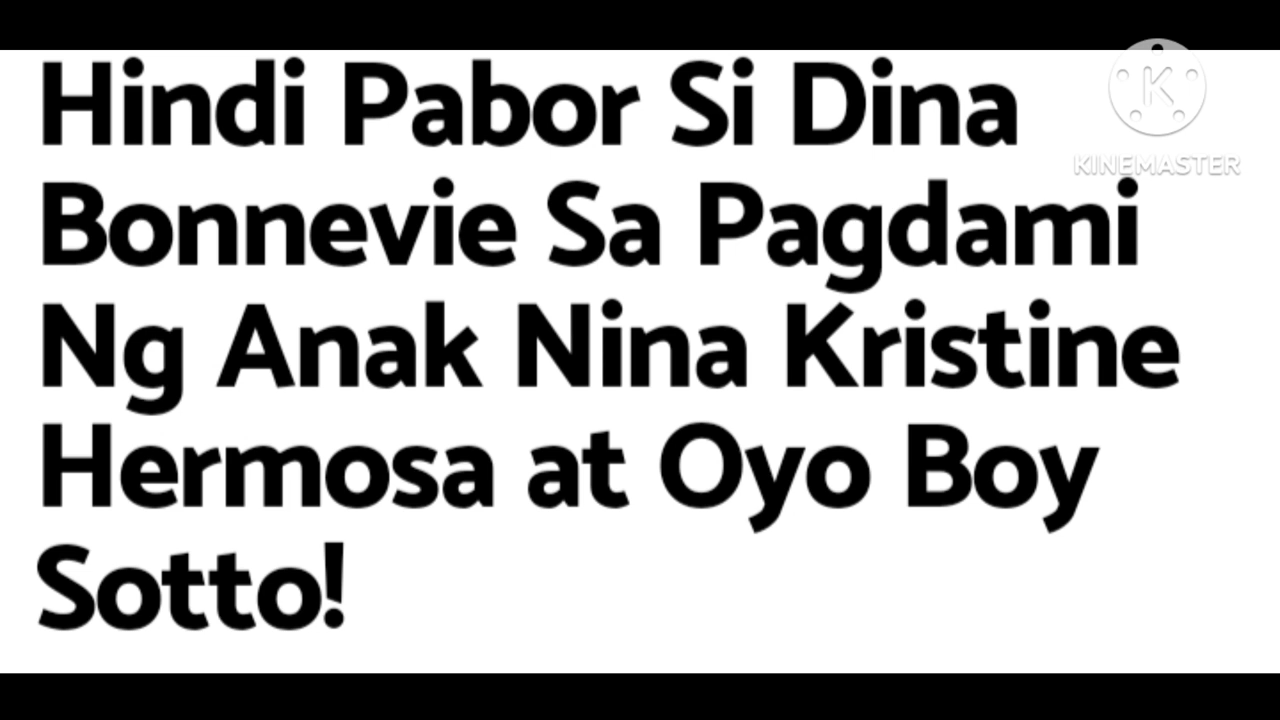 Hindi Pabor Si Dina
Bonnevie Sa Pagdami
Ng Anak Nina Kristine
Hermosa at Oyo Boy
Sotto!
K
KINEMASTER